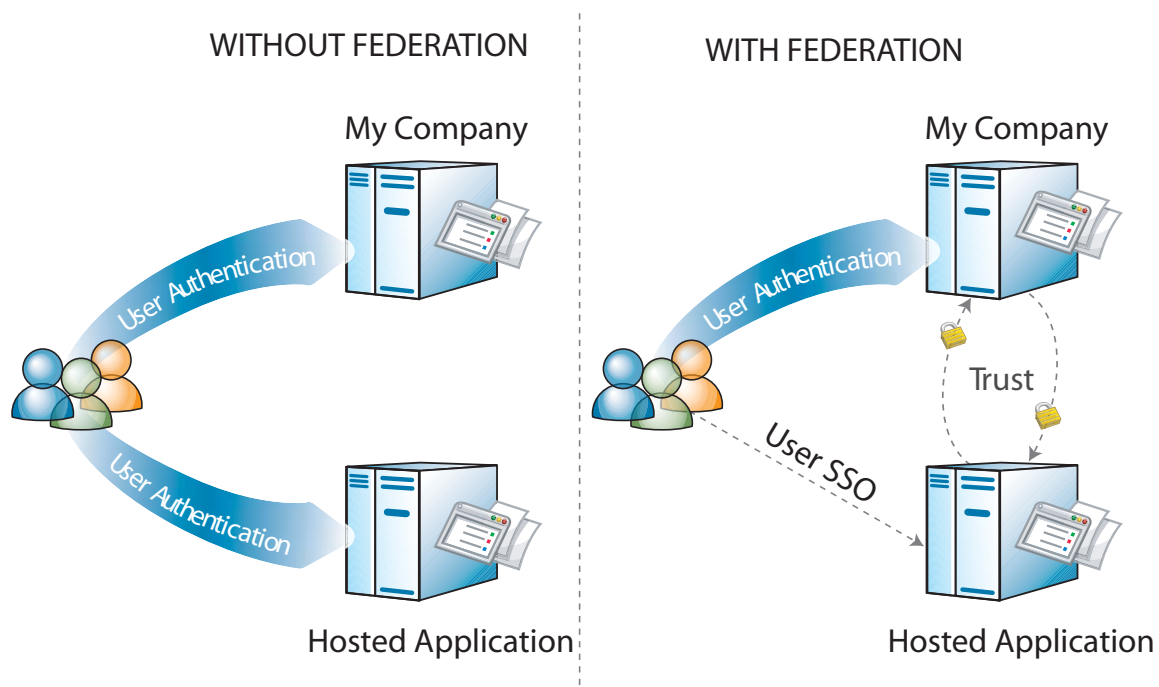 WITHOUT FEDERATION
My Company
User Authentication
User Authentication
Hosted Application
WITH FEDERATION
My Company
User Authentication
Trust
User SSO
Hosted Application